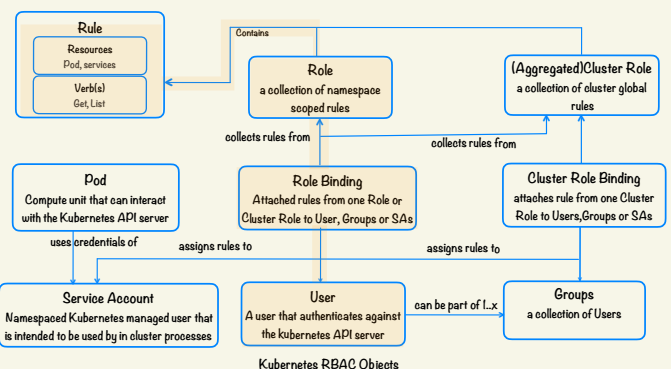 Rule
Resources
Pod, services
Verb(s)
Get, List
Contains
Role
a collection of namespace
scoped rules
(Aggregated)Cluster Role
a collection of cluster global
rules
collects rules from
collects rules from
Pod
Compute unit that can interact
with the Kubernetes API server
Role Binding
Attached rules from one Role or
Cluster Role to User, Groups or SAs
Cluster Role Binding
attaches rule from one Cluster
Role to Users,Groups or SAs
uses credentials of
assigns rules to
assigns rules to
Service Account
Namespaced Kubernetes managed user that
is intended to be used by in cluster processes
User
A user that authenticates against
the kubernetes API server
can be part of 1..x
Groups
a collection of Users
Kubernetes RBAC Objects